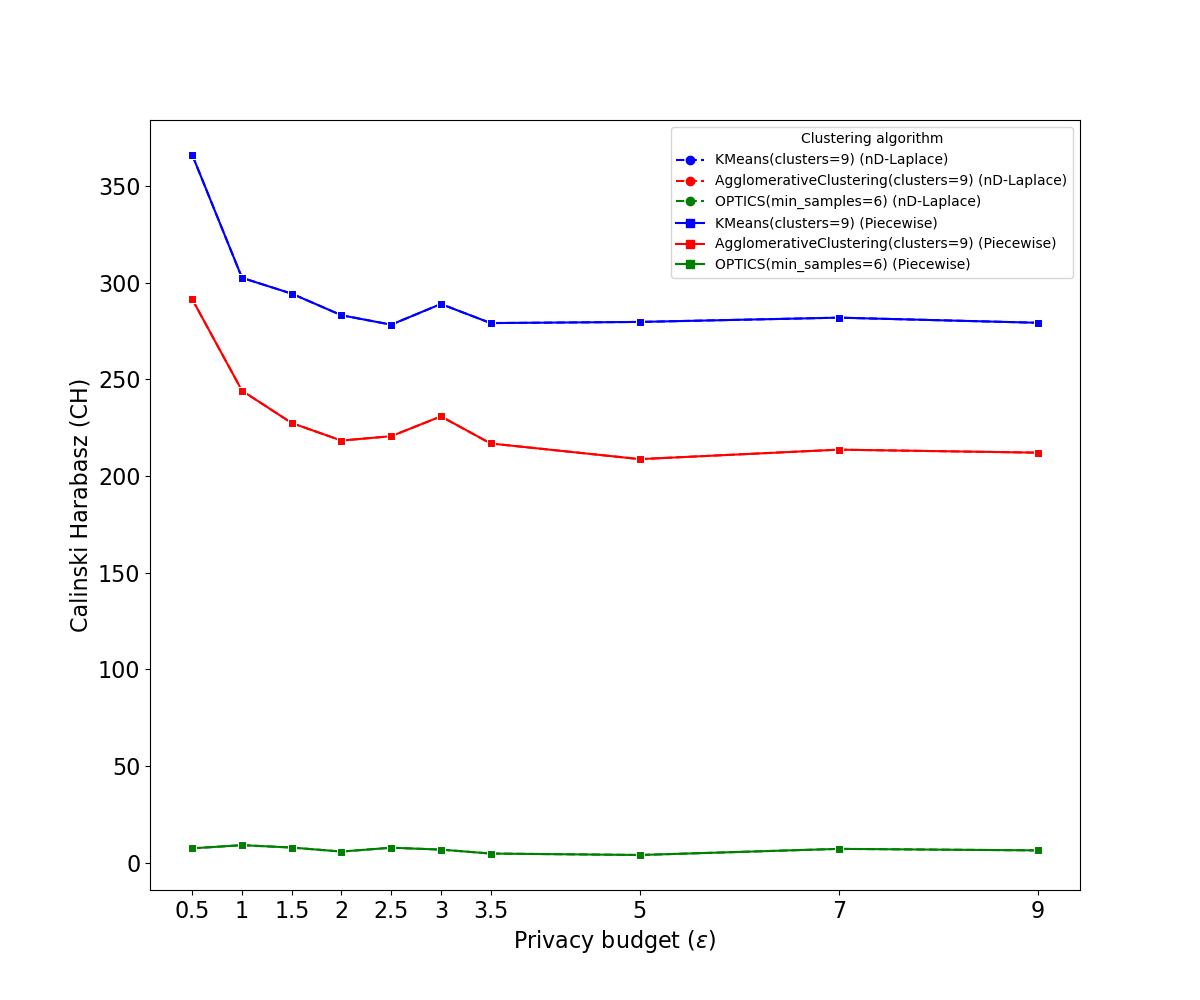 Clustering algorithm
KMeans(clusters=9) (nD-Laplace)
AgglomerativeClustering(clusters=9) (nD-Laplace)
OPTICS(min_samples=6) (nD-Laplace)
KMeans(clusters=9) (Piecewise)
AgglomerativeClustering(clusters=9) (Piecewise)
OPTICS(min_samples=6) (Piecewise)
Calinski Harabasz (CH)
350
300
250
200
150
100
50
0
0.5 1 1.5 2 2.5 3 3.5 5 7 9
Privacy budget (ε)